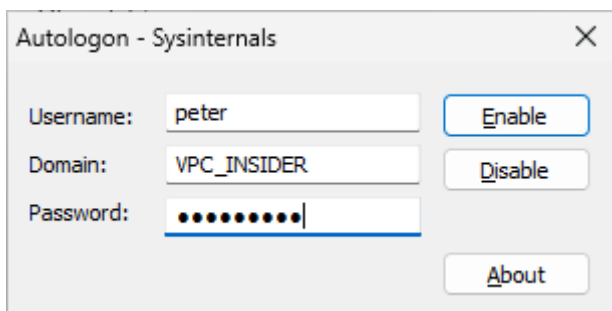 Autologon - Sysinternals
Username: peter Enable
Domain: VPC_INSIDER Disable
Password: ●●●●●●●●●
About